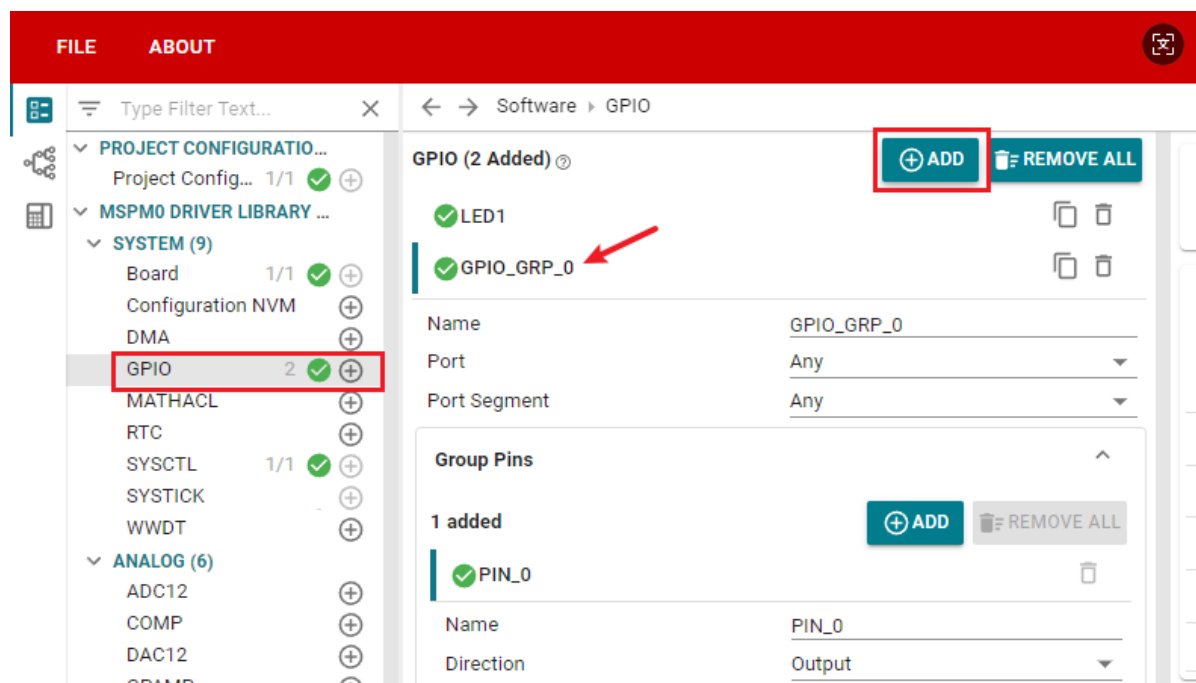 FILE ABOUT
Type Filter Text...
Software GPIO
PROJECT CONFIGURATIO...
Project Config... 1/1
MSPM0 DRIVER LIBRARY ...
SYSTEM (9)
Board 1/1
Configuration NVM
DMA
GPIO 2
MATHACL
RTC
SYSCTL 1/1
SYSTICK
WWDT
ANALOG (6)
ADC12
COMP
DAC12
GPIO (2 Added)
ADD
REMOVE ALL
LED1
GPIO_GRP_0
Name GPIO_GRP_0
Port Any
Port Segment Any
Group Pins
1 added
ADD
REMOVE ALL
PIN_0
Name PIN_0
Direction Output